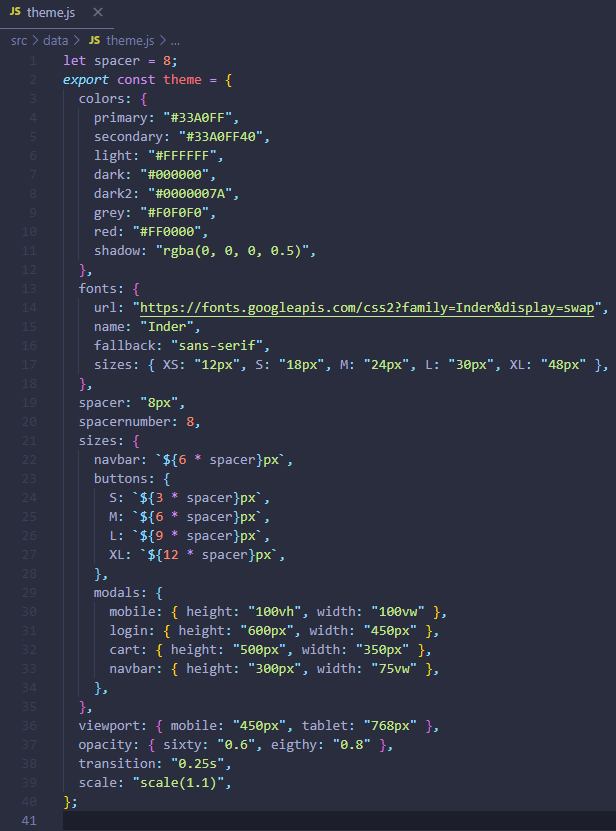 JS theme.js ×
src > data > JS theme.js > ...
1 let spacer = 8;
2 export const theme = {
3 colors: {
4 primary: "#33A0FF",
5 secondary: "#33A0FF40",
6 light: "#FFFFFF",
7 dark: "#000000",
8 dark2: "#0000007A",
9 grey: "#F0F0F0",
10 red: "#FF0000",
11 shadow: "rgba(0, 0, 0, 0.5)",
12 },
13 fonts: {
14 url: "https://fonts.googleapis.com/css2?family=Inder&display=swap",
15 name: "Inder",
16 fallback: "sans-serif",
17 sizes: { XS: "12px", S: "18px", M: "24px", L: "30px", XL: "48px" },
18 },
19 spacer: "8px",
20 spacernumber: 8,
21 sizes: {
22 navbar: `${6 * spacer}px`,
23 buttons: {
24 S: `${3 * spacer}px`,
25 M: `${6 * spacer}px`,
26 L: `${9 * spacer}px`,
27 XL: `${12 * spacer}px`,
28 },
29 modals: {
30 mobile: { height: "100vh", width: "100vw" },
31 login: { height: "600px", width: "450px" },
32 cart: { height: "500px", width: "350px" },
33 navbar: { height: "300px", width: "75vw" },
34 },
35 },
36 viewport: { mobile: "450px", tablet: "768px" },
37 opacity: { sixty: "0.6", eigthy: "0.8" },
38 transition: "0.25s",
39 scale: "scale(1.1)",
40 };
41